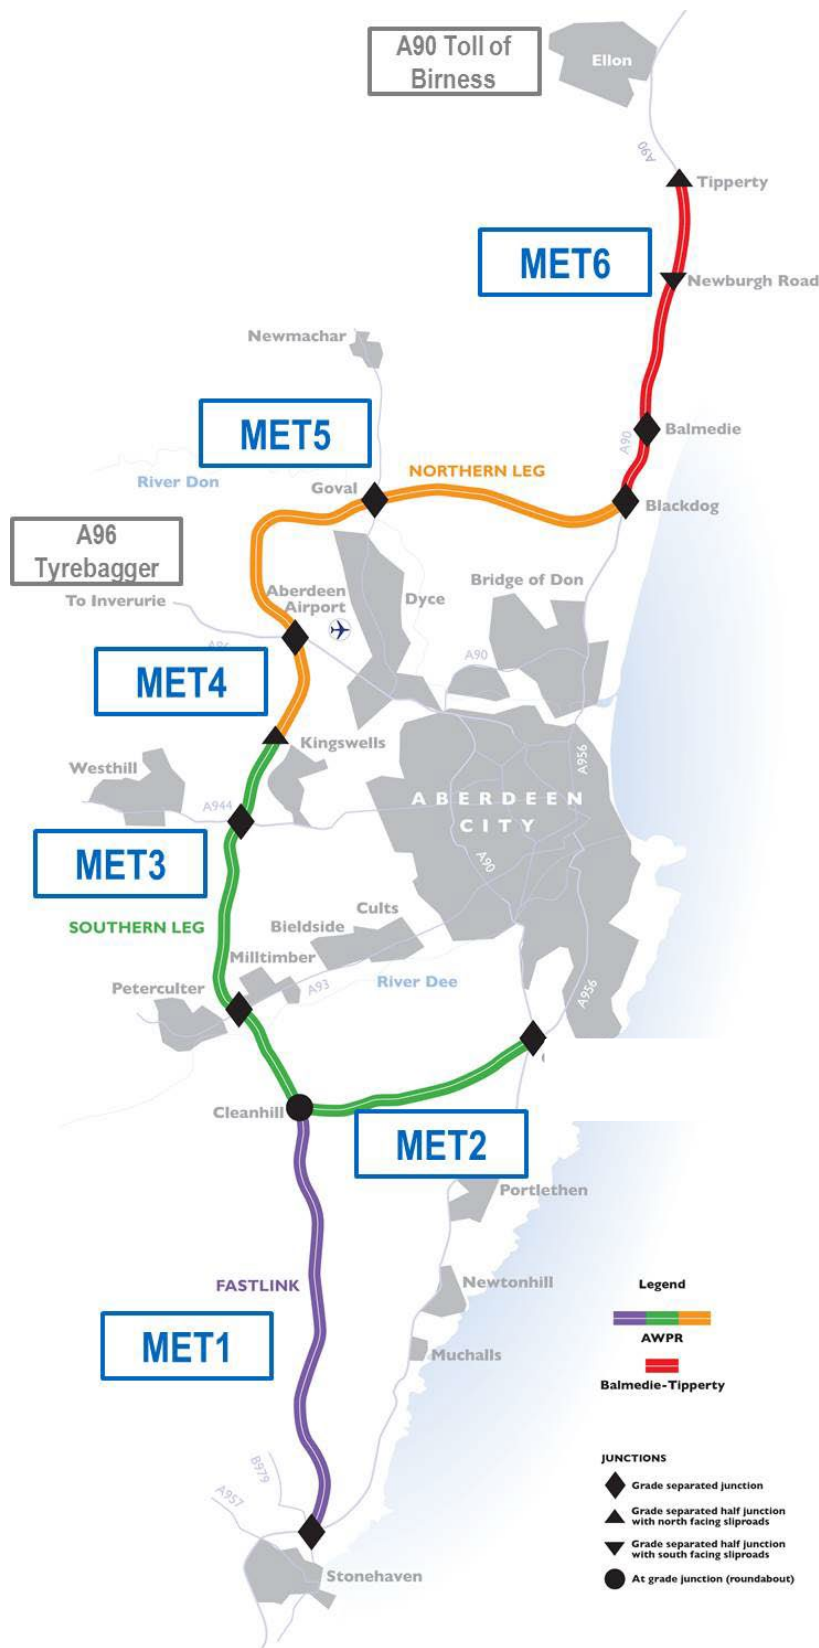 A90 Toll of
Birness
Ellon
A90
Tipperty
MET6
Newburgh Road
Newmachar
MET5
A90
Balmedie
NORTHERN LEG
River Don
Goval
Blackdog
A96
Tyrebagger
Aberdeen
Airport
Dyce
Bridge of Don
To Inverurie
A96
A90
MET4
Kingswells
Westhill
A956
A944
ABERDEEN
CITY
MET3
A90
Cults
SOUTHERN LEG
Bieldside
Milltimber
River Dee
Peterculter
A93
A956
Cleanhill
MET2
Portlethen
FASTLINK
Newtonhill
Legend
MET1
AWPR
Muchalls
Balmedie-Tipperty
B979
A957
JUNCTIONS
Grade separated junction
Grade separated half junction
with north facing sliproads
Grade separated half junction
with south facing sliproads
At grade junction (roundabout)
Stonehaven